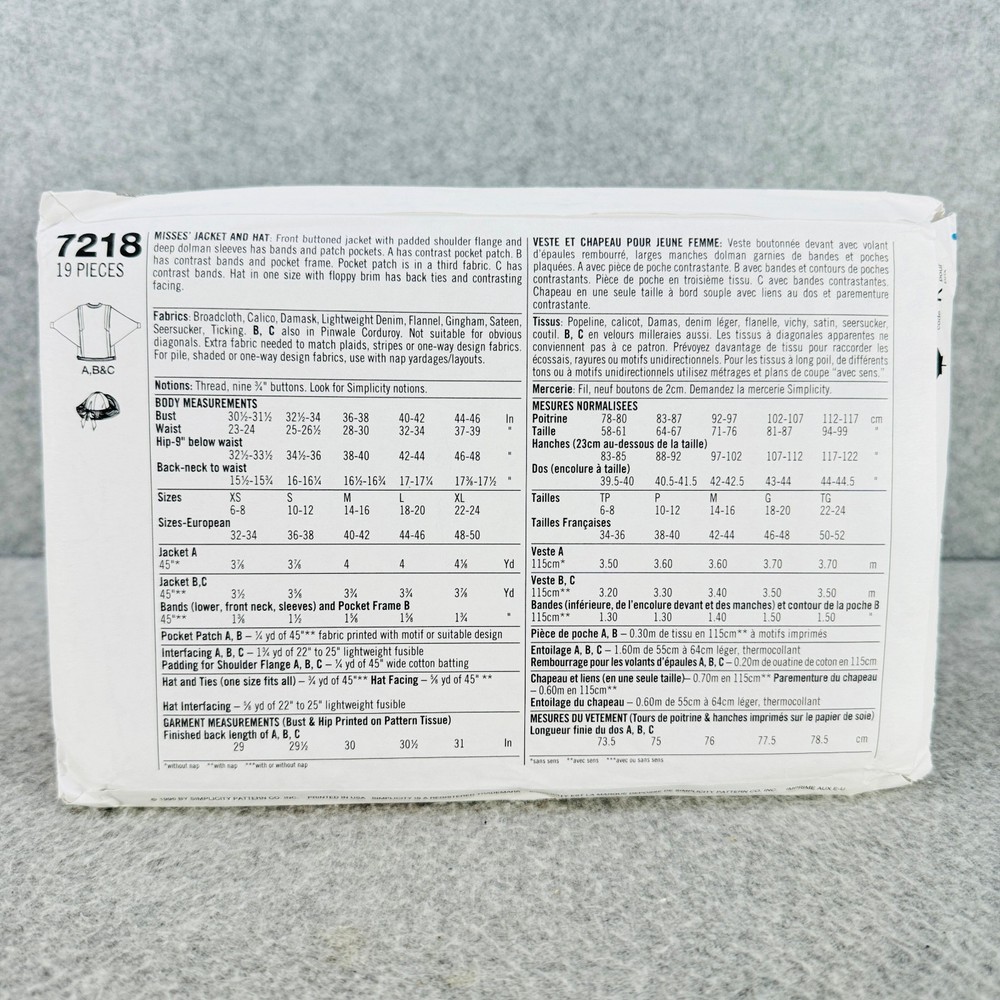 7218
19 PIECES
A,B&C
MISSES' JACKET AND HAT: Front buttoned jacket with padded shoulder flange and
deep dolman sleeves has bands and patch pockets. A has contrast pocket patch. B
has contrast bands and pocket frame. Pocket patch is in a third fabric. C has
contrast bands. Hat in one size with floppy brim has back ties and contrasting
facing.
Fabrics: Broadcloth, Calico, Damask, Lightweight Denim, Flannel, Gingham, Sateen,
Seersucker, Ticking. B, C also in Pinwale Corduroy. Not suitable for obvious
diagonals. Extra fabric needed to match plaids, stripes or one-way design fabrics.
For pile, shaded or one-way design fabrics, use with nap yardages/layouts.
Notions: Thread, nine ¾" buttons. Look for Simplicity notions.
BODY MEASUREMENTS
Bust 30½-31½ 32½-34 36-38 40-42 44-46 In
Waist 23-24 25-26½ 28-30 32-34 37-39 "
Hip-9" below waist
32½-33½ 34½-36 38-40 42-44 46-48 "
Back-neck to waist
15½-15¾ 16-16¼ 16½-16¾ 17-17¼ 17⅜-17½ "
Sizes XS S M L XL
6-8 10-12 14-16 18-20 22-24
Sizes-European
32-34 36-38 40-42 44-46 48-50
Jacket A
45"* 3⅞ 3⅞ 4 4 4⅛ Yd
Jacket B,C
45"** 3½ 3⅝ 3¾ 3¾ 3⅞ Yd
Bands (lower, front neck, sleeves) and Pocket Frame B
45"** 1⅜ 1½ 1⅝ 1⅝ 1¾ "
Pocket Patch A, B – ¼ yd of 45"** fabric printed with motif or suitable design
Interfacing A, B, C – 1¾ yd of 22" to 25" lightweight fusible
Padding for Shoulder Flange A, B, C – ¼ yd of 45" wide cotton batting
Hat and Ties (one size fits all) – ¾ yd of 45"** Hat Facing – ⅝ yd of 45" **
Hat Interfacing – ⅝ yd of 22" to 25" lightweight fusible
GARMENT MEASUREMENTS (Bust & Hip Printed on Pattern Tissue)
Finished back length of A, B, C
29 29½ 30 30½ 31 In
*without nap **with nap ***with or without nap
VESTE ET CHAPEAU POUR JEUNE FEMME: Veste boutonnée devant avec volant
d'épaules rembourré, larges manches dolman garnies de bandes et poches
plaquées. A avec pièce de poche contrastante. B avec bandes et contours de poches
contrastants. Pièce de poche en troisième tissu. C avec bandes contrastantes.
Chapeau en une seule taille à bord souple avec liens au dos et parementure
contrastante.
Tissus: Popeline, calicot, Damas, denim léger, flanelle, vichy, satin, seersucker,
coutil. B, C en velours milleraies aussi. Les tissus à diagonales apparentes ne
conviennent pas à ce patron. Prévoyez davantage de tissu pour raccorder les
écossais, rayures ou motifs unidirectionnels. Pour les tissus à long poil, de différents
tons ou à motifs unidirectionnels utilisez métrages et plans de coupe "avec sens."
Mercerie: Fil, neuf boutons de 2cm. Demandez la mercerie Simplicity.
MESURES NORMALISEES
Poitrine 78-80 83-87 92-97 102-107 112-117 cm
Taille 58-61 64-67 71-76 81-87 94-99 "
Hanches (23cm au-dessous de la taille)
83-85 88-92 97-102 107-112 117-122 "
Dos (encolure à taille)
39.5-40 40.5-41.5 42-42.5 43-44 44-44.5 "
Tailles TP P M G TG
6-8 10-12 14-16 18-20 22-24
Tailles Françaises
34-36 38-40 42-44 46-48 50-52
Veste A
115cm* 3.50 3.60 3.60 3.70 3.70 m
Veste B, C
115cm** 3.20 3.30 3.40 3.50 3.50 m
Bandes (inférieure, de l'encolure devant et des manches) et contour de la poche B
115cm** 1.30 1.30 1.40 1.50 1.50 "
Pièce de poche A, B – 0.30m de tissu en 115cm** à motifs imprimés
Entoilage A, B, C – 1.60m de 55cm à 64cm léger, thermocollant
Rembourrage pour les volants d'épaules A, B, C – 0.20m de ouatine de coton en 115cm
Chapeau et liens (en une seule taille)– 0.70m en 115cm** Parementure du chapeau
– 0.60m en 115cm**
Entoilage du chapeau – 0.60m de 55cm à 64cm léger, thermocollant
MESURES DU VETEMENT (Tours de poitrine & hanches imprimés sur le papier de soie)
Longueur finie du dos A, B, C
73.5 75 76 77.5 78.5 cm
*sans sens **avec sens ***avec ou sans sens
BY SIMPLICITY PATTERN CO. INC. PRINTED IN USA SIMPLICITY IS A REGISTERED TRADEMARK